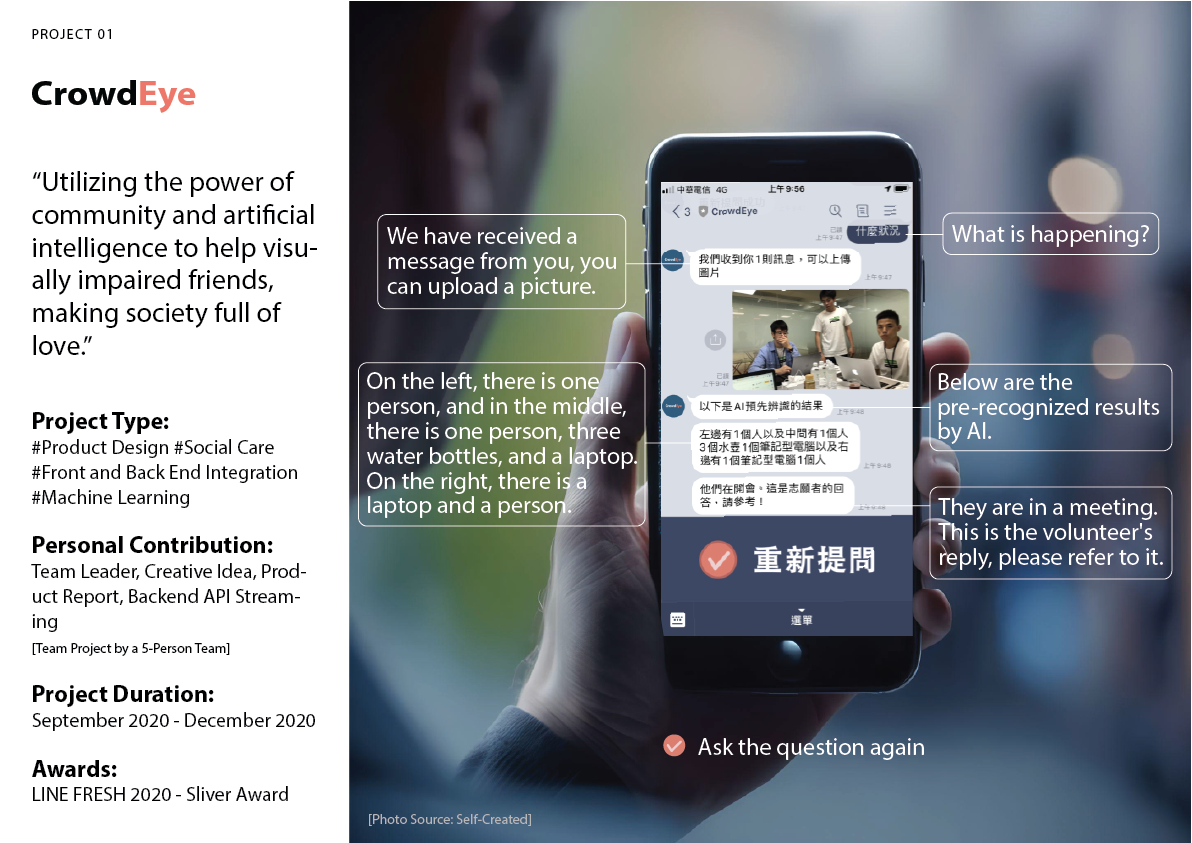 PROJECT 01
CrowdEye
“Utilizing the power of
community and artificial
intelligence to help visu-
ally impaired friends,
making society full of
love.”
Project Type:
#Product Design #Social Care
#Front and Back End Integration
#Machine Learning
Personal Contribution:
Team Leader, Creative Idea, Prod-
uct Report, Backend API Stream-
ing
[Team Project by a 5-Person Team]
Project Duration:
September 2020 - December 2020
Awards:
LINE FRESH 2020 - Sliver Award
We have received a
message from you, you
can upload a picture.
On the left, there is one
person, and in the middle,
there is one person, three
water bottles, and a laptop.
On the right, there is a
laptop and a person.
中華電信 4G 上午9:56
3 CrowdEye
已讀
上午9:47
什麼狀況
我們收到你1則訊息，可以上傳
圖片
上午9:47
已讀
上午9:47
以下是AI預先辨識的結果
上午9:48
左邊有1個人以及中間有1個人
3個水壺1個筆記型電腦以及右
邊有1個筆記型電腦1個人
上午9:48
他們在開會。這是志願者的回
答，請參考！
重新提問
選單
What is happening?
Below are the
pre-recognized results
by AI.
They are in a meeting.
This is the volunteer's
reply, please refer to it.
Ask the question again
[Photo Source: Self-Created]